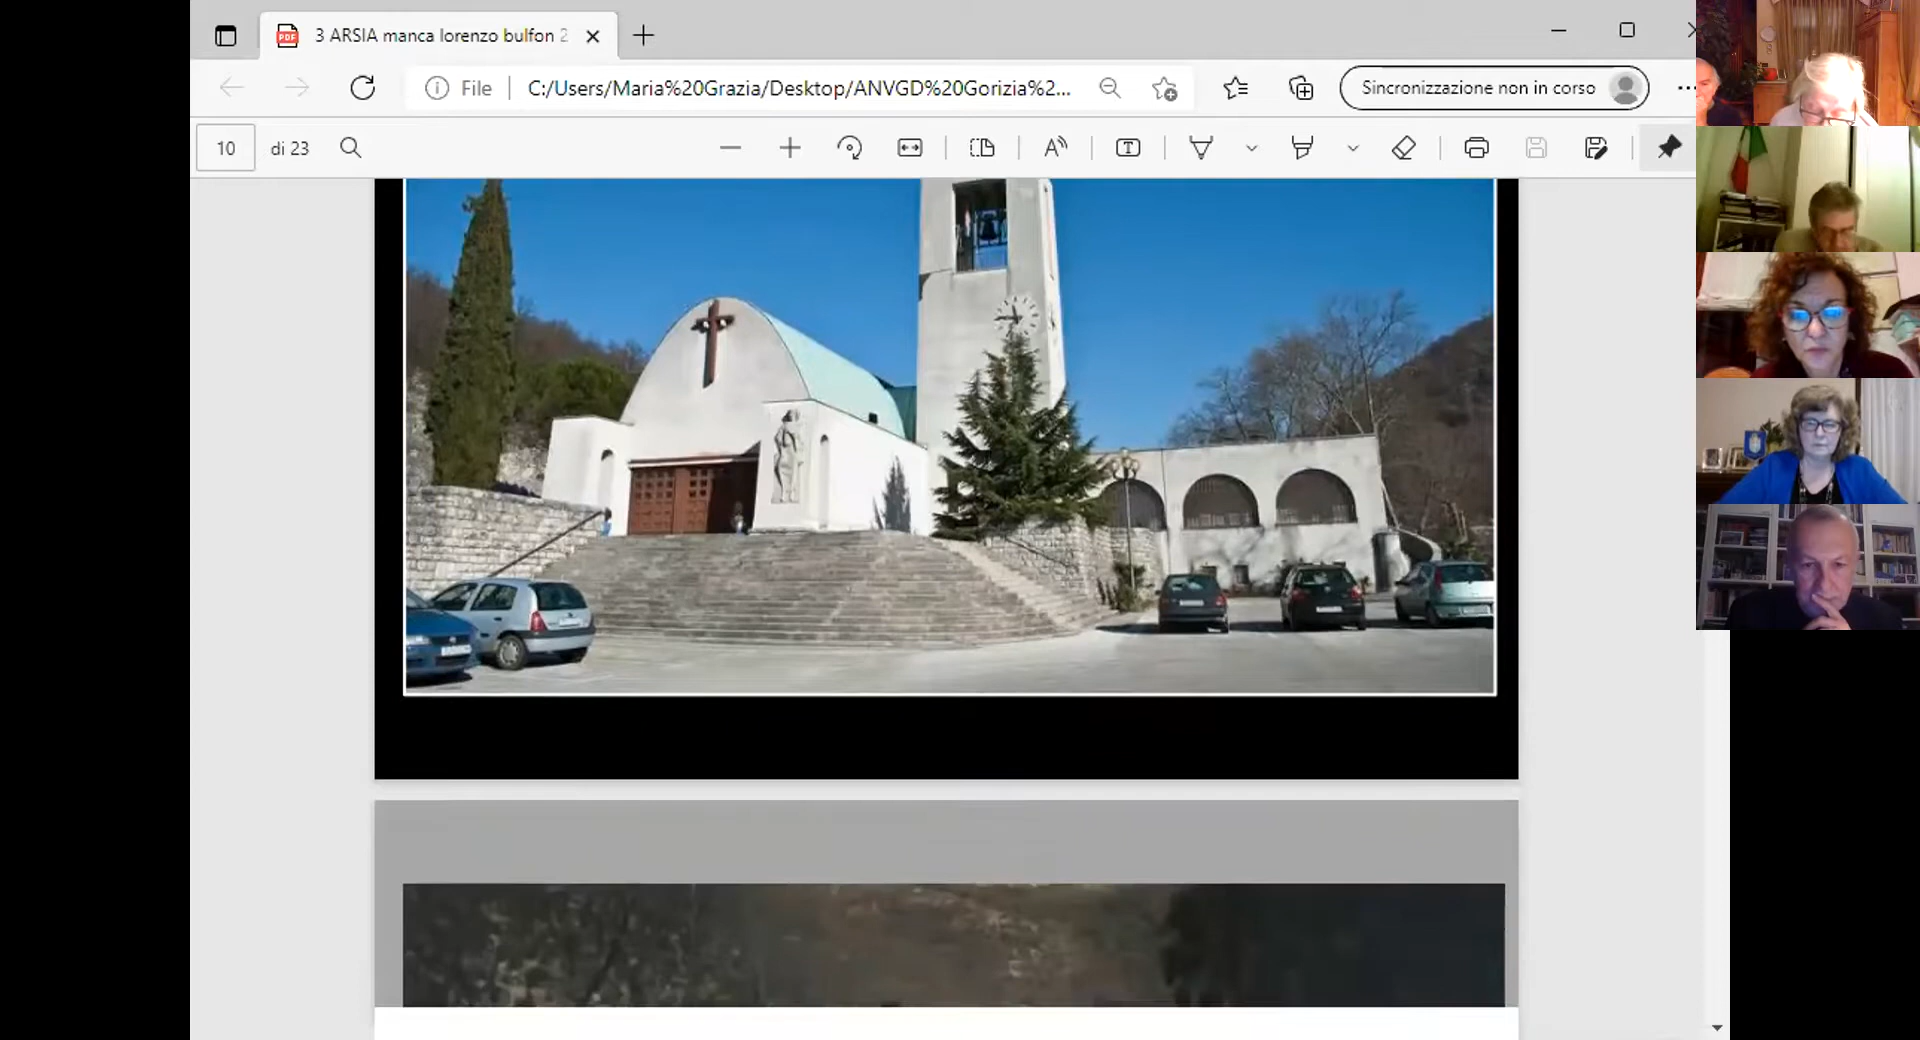 3 ARSIA manca lorenzo bulfon 2
File
C:/Users/Maria%20Grazia/Desktop/ANVGD%20Gorizia%2...
Sincronizzazione non in corso
10 di 23
PDF